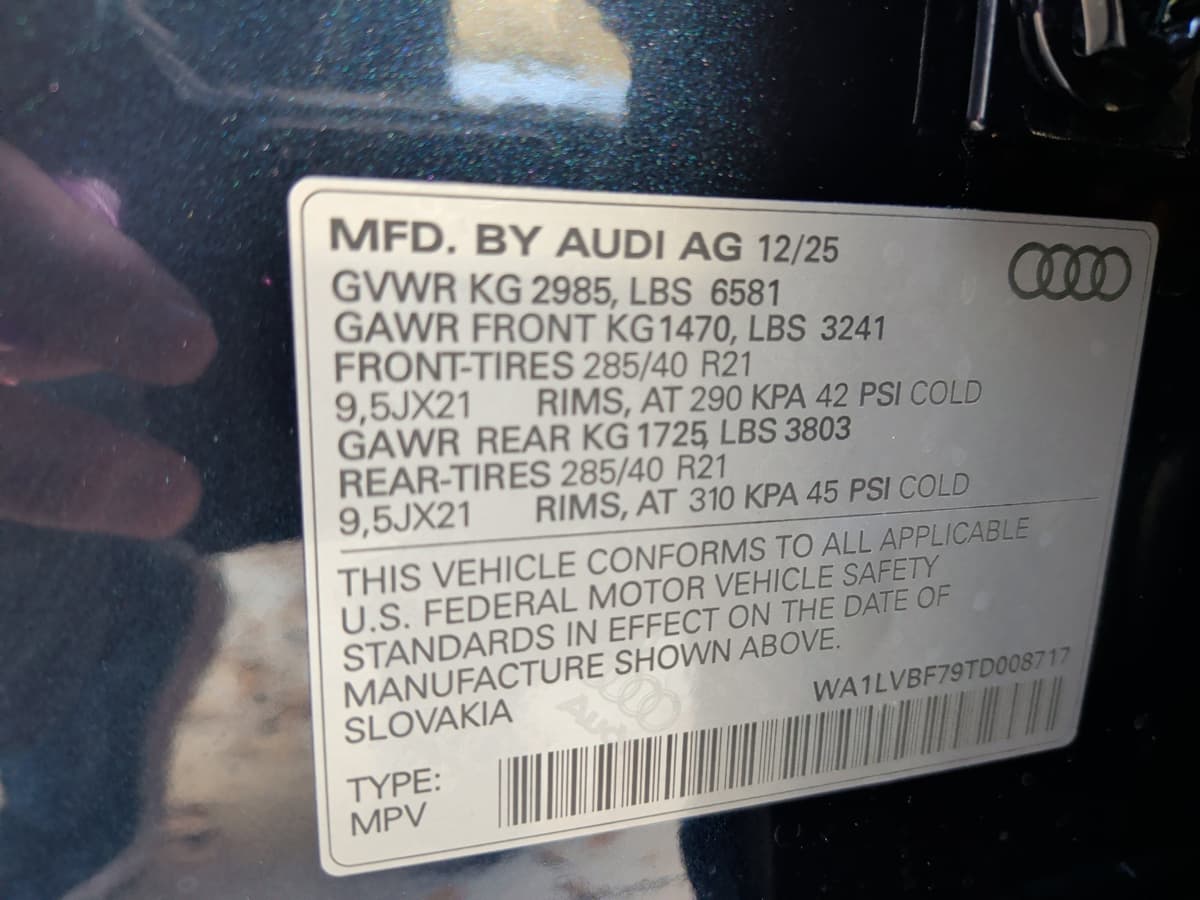 MFD. BY AUDI AG 12/25
GVWR KG 2985, LBS 6581
GAWR FRONT KG1470, LBS 3241
FRONT-TIRES 285/40 R21
9,5JX21 RIMS, AT 290 KPA 42 PSI COLD
GAWR REAR KG 1725, LBS 3803
REAR-TIRES 285/40 R21
9,5JX21 RIMS, AT 310 KPA 45 PSI COLD
THIS VEHICLE CONFORMS TO ALL APPLICABLE
U.S. FEDERAL MOTOR VEHICLE SAFETY
STANDARDS IN EFFECT ON THE DATE OF
MANUFACTURE SHOWN ABOVE.
SLOVAKIA
WA1LVBF79TD008717
Audi
TYPE:
MPV